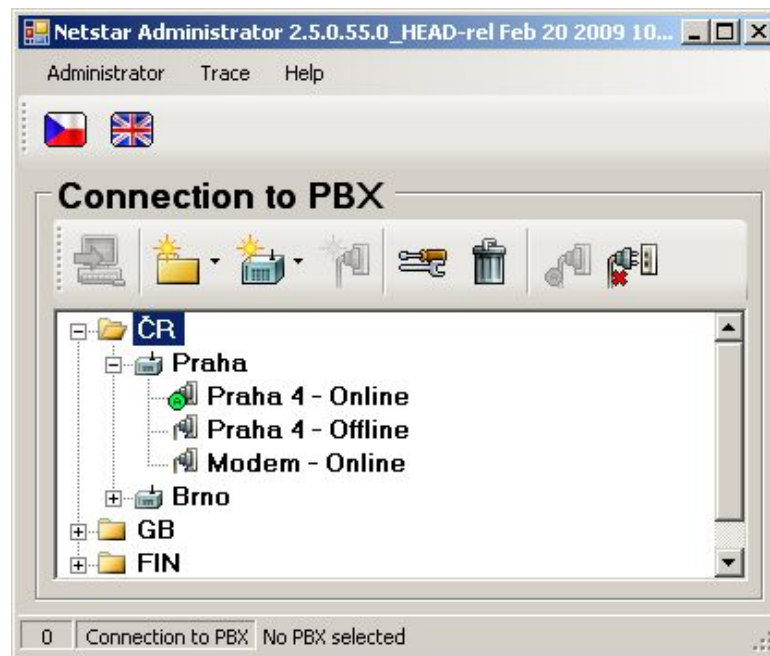 Netstar Administrator 2.5.0.55.0_HEAD-rel Feb 20 2009 10...
Administrator Trace Help
Connection to PBX
ČR
Praha
Praha 4 - Online
Praha 4 - Offline
Modem - Online
Brno
GB
FIN
0 Connection to PBX No PBX selected